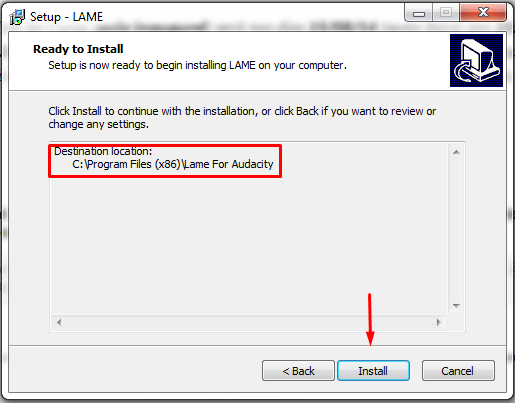 Setup - LAME
Ready to Install
Setup is now ready to begin installing LAME on your computer.
Click Install to continue with the installation, or click Back if you want to review or
change any settings.
Destination location:
C:\Program Files (x86)\Lame For Audacity
< Back
Install
Cancel